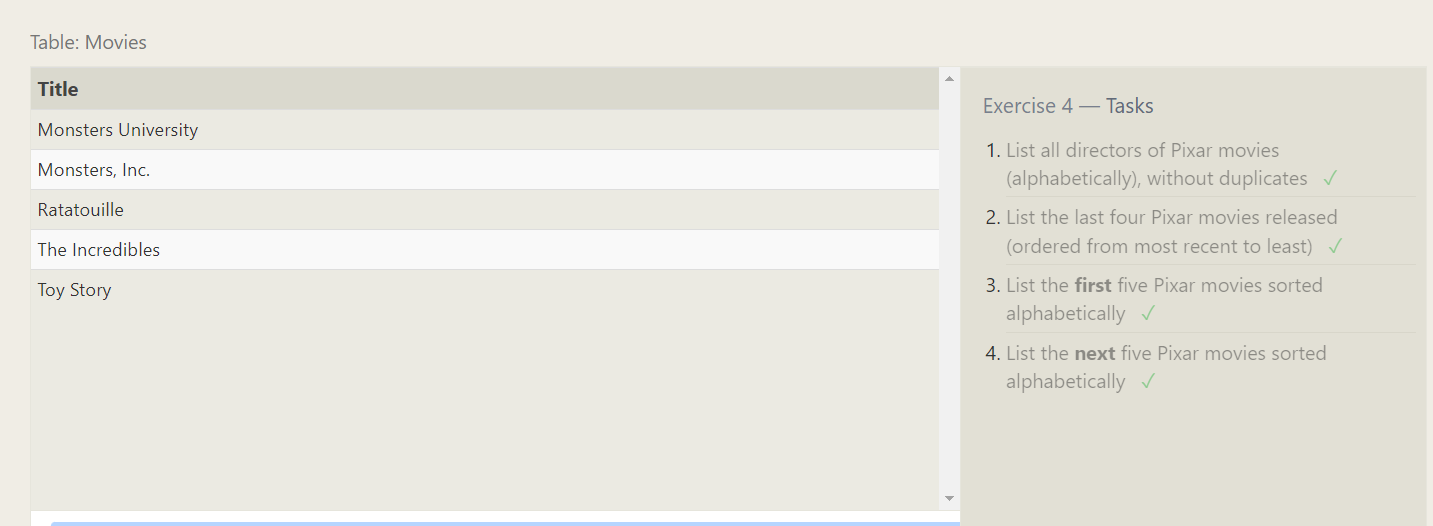 Table: Movies
Title
Monsters University
Monsters, Inc.
Ratatouille
The Incredibles
Toy Story
Exercise 4 — Tasks
1. List all directors of Pixar movies
(alphabetically), without duplicates ✓
2. List the last four Pixar movies released
(ordered from most recent to least) ✓
3. List the first five Pixar movies sorted
alphabetically ✓
4. List the next five Pixar movies sorted
alphabetically ✓